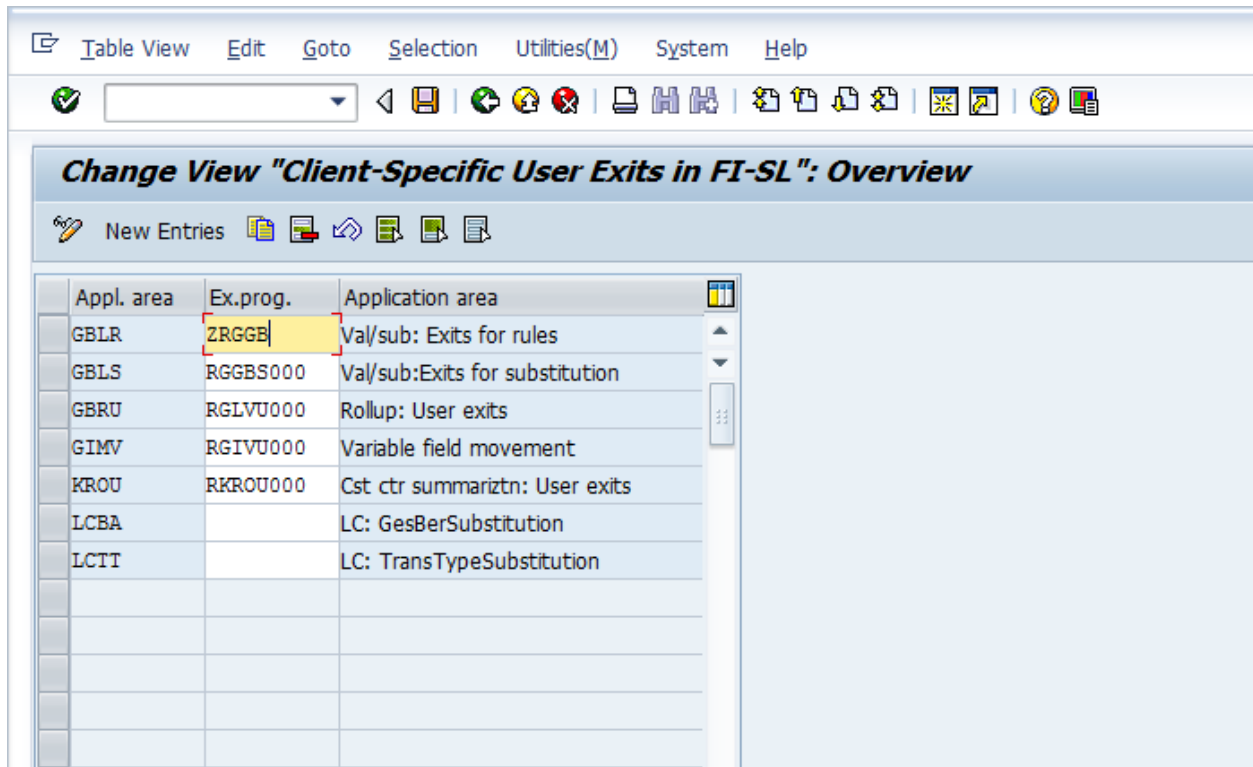 Table View Edit Goto Selection Utilities(M) System Help
Change View "Client-Specific User Exits in FI-SL": Overview
New Entries
Appl. area Ex.prog. Application area
GBLR ZRGGB Val/sub: Exits for rules
GBLS RGGBS000 Val/sub:Exits for substitution
GBRU RGLVU000 Rollup: User exits
GIMV RGIVU000 Variable field movement
KROU RKROU000 Cst ctr summariztn: User exits
LCBA LC: GesBerSubstitution
LCTT LC: TransTypeSubstitution